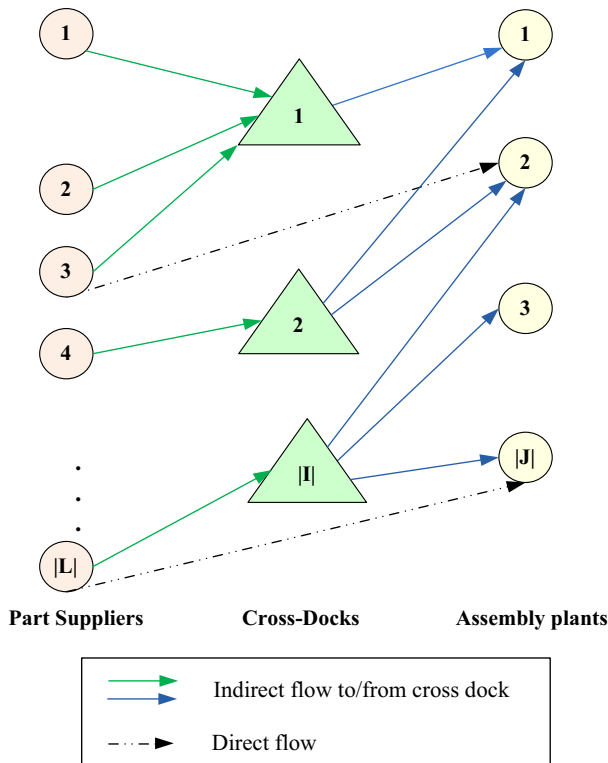 1
1
1
2
2
3
2
3
4
|I|
|J|
|L|
Part Suppliers
Cross-Docks
Assembly plants
Indirect flow to/from cross dock
Direct flow